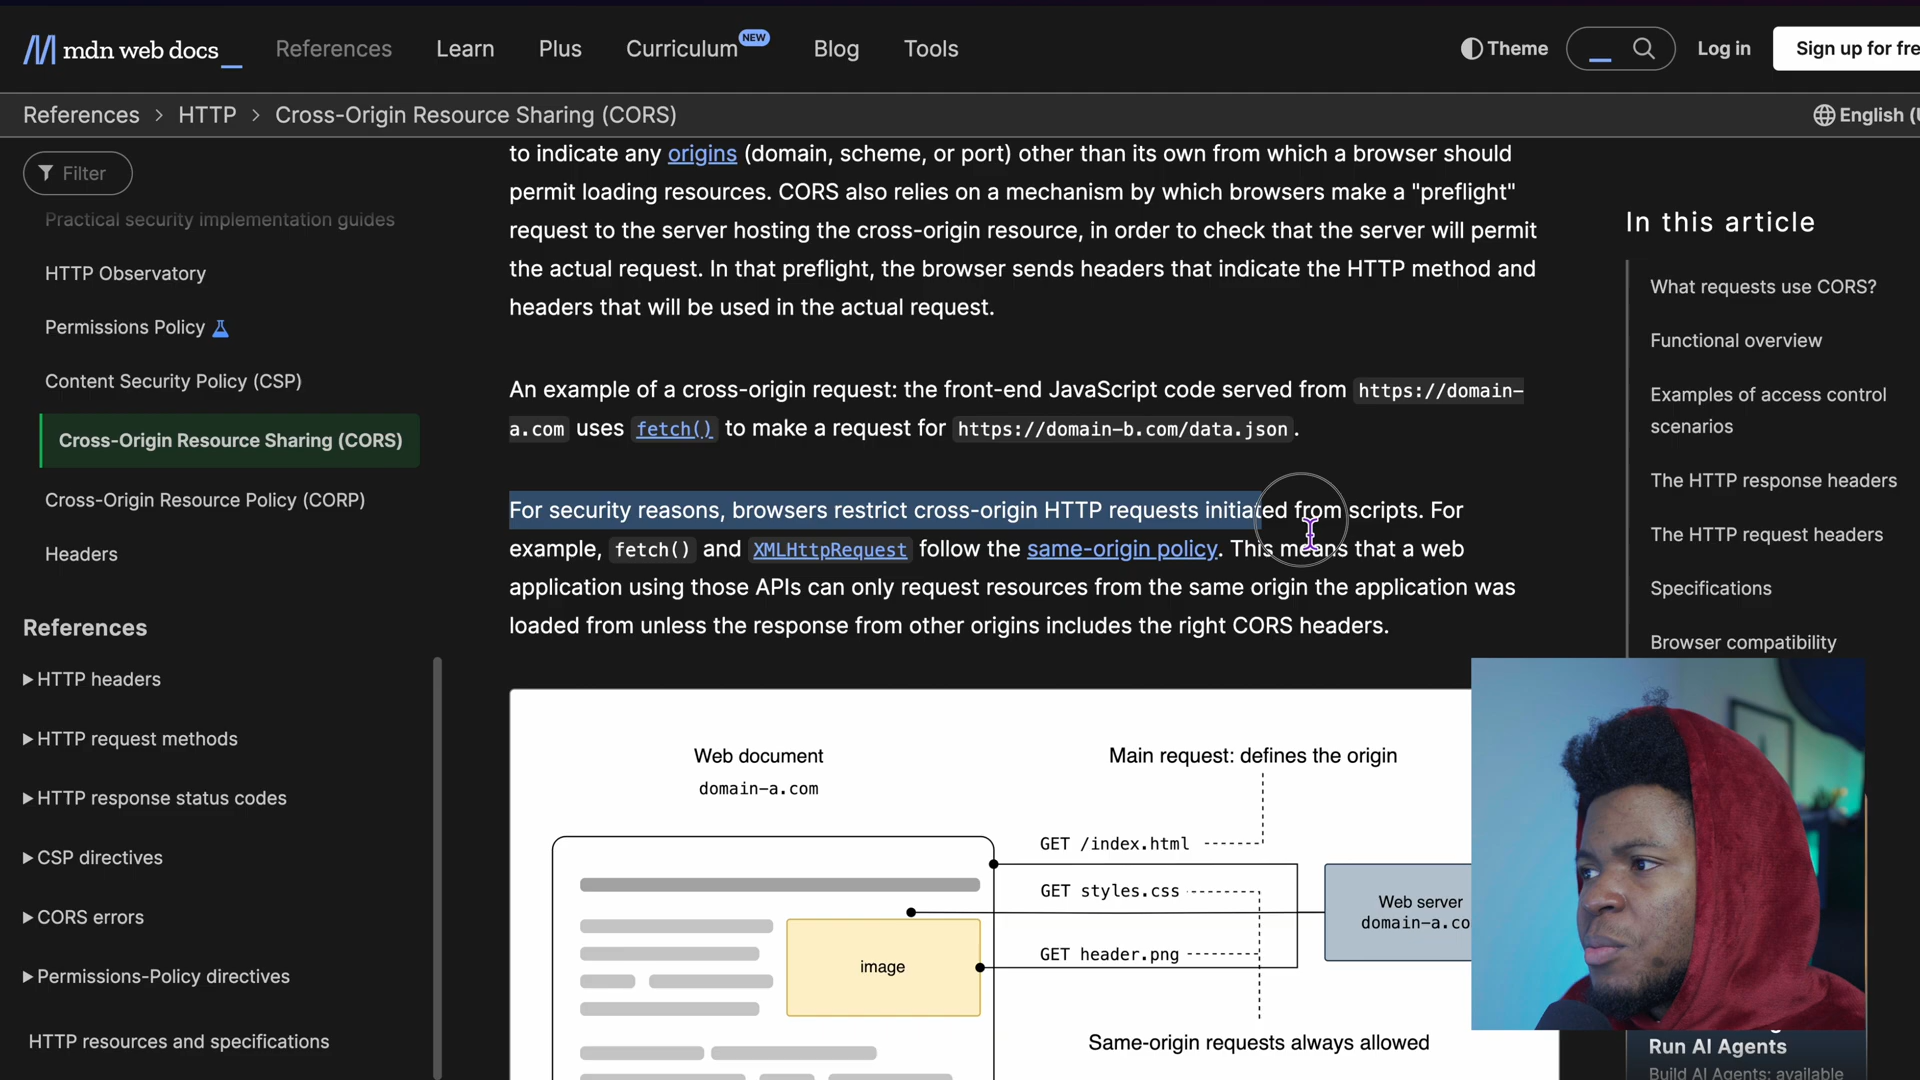 mdn web docs
References
Learn
Plus
Curriculum
NEW
Blog
Tools
Theme
Log in
Sign up for fre
References > HTTP > Cross-Origin Resource Sharing (CORS)
English (
Filter
Practical security implementation guides
HTTP Observatory
Permissions Policy
Content Security Policy (CSP)
Cross-Origin Resource Sharing (CORS)
Cross-Origin Resource Policy (CORP)
Headers
References
HTTP headers
HTTP request methods
HTTP response status codes
CSP directives
CORS errors
Permissions-Policy directives
HTTP resources and specifications
to indicate any origins (domain, scheme, or port) other than its own from which a browser should
permit loading resources. CORS also relies on a mechanism by which browsers make a "preflight"
request to the server hosting the cross-origin resource, in order to check that the server will permit
the actual request. In that preflight, the browser sends headers that indicate the HTTP method and
headers that will be used in the actual request.
An example of a cross-origin request: the front-end JavaScript code served from https://domain-
a.com uses fetch() to make a request for https://domain-b.com/data.json.
For security reasons, browsers restrict cross-origin HTTP requests initiated from scripts. For
example, fetch() and XMLHttpRequest follow the same-origin policy. This means that a web
application using those APIs can only request resources from the same origin the application was
loaded from unless the response from other origins includes the right CORS headers.
Web document
domain-a.com
Main request: defines the origin
GET /index.html
GET styles.css
GET header.png
image
Web server
domain-a.co
Same-origin requests always allowed
In this article
What requests use CORS?
Functional overview
Examples of access control
scenarios
The HTTP response headers
The HTTP request headers
Specifications
Browser compatibility
Run AI Agents
Build AI Agents: available